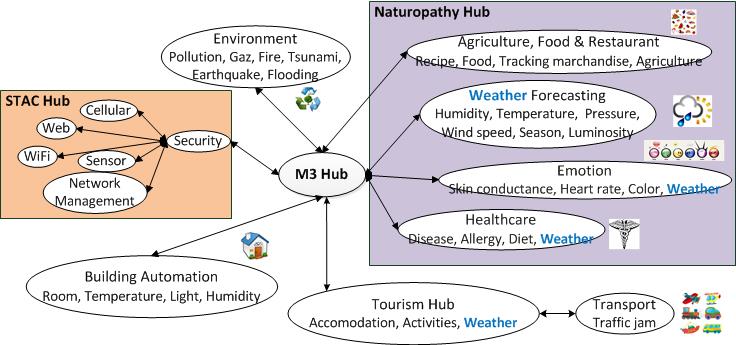 Naturopathy Hub
Environment
Pollution, Gaz, Fire, Tsunami,
Earthquake, Flooding
Agriculture, Food & Restaurant
Recipe, Food, Tracking marchandise, Agriculture
STAC Hub
Cellular
Web
WiFi
Sensor
Network
Management
Security
Weather Forecasting
Humidity, Temperature, Pressure,
Wind speed, Season, Luminosity
M3 Hub
Emotion
Skin conductance, Heart rate, Color, Weather
Healthcare
Disease, Allergy, Diet, Weather
Building Automation
Room, Temperature, Light, Humidity
Tourism Hub
Accomodation, Activities, Weather
Transport
Traffic jam